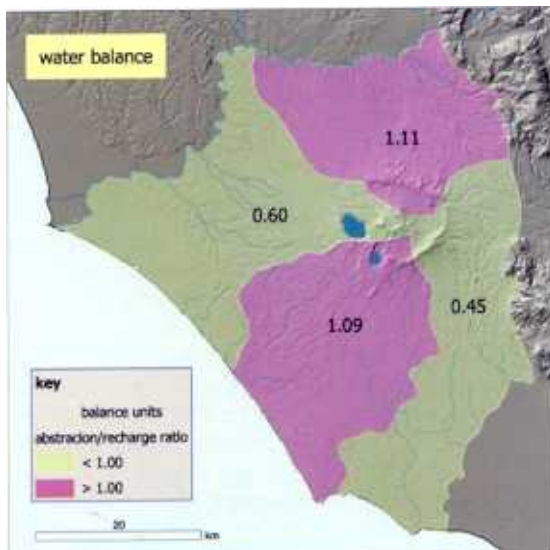 water balance
1.11
0.60
0.45
1.09
key
balance units
abstracion/recharge ratio
< 1.00
> 1.00
20
km